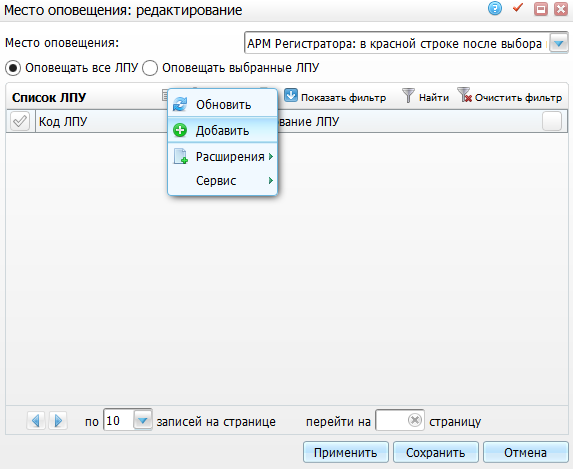 Место оповещения: редактирование
Место оповещения: АРМ Регистратора: в красной строке после выбора
Оповещать все ЛПУ Оповещать выбранные ЛПУ
Список ЛПУ Показать фильтр Найти Очистить фильтр
Обновить
Код ЛПУ Добавить вание ЛПУ
Расширения
Сервис
по 10 записей на странице перейти на страницу
Применить Сохранить Отмена